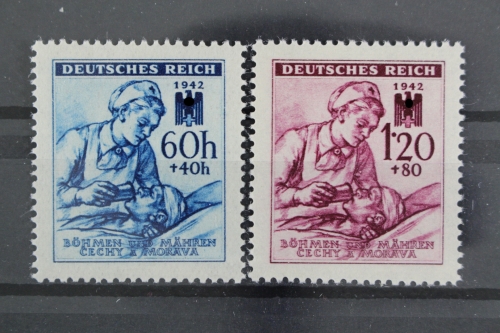 DEUTSCHES REICH
1942
60h
+40h
BÖHMEN UND MÄHREN
ČECHY A MORAVA
DEUTSCHES REICH
1942
1·20
+80
BÖHMEN UND MÄHREN
ČECHY A MORAVA